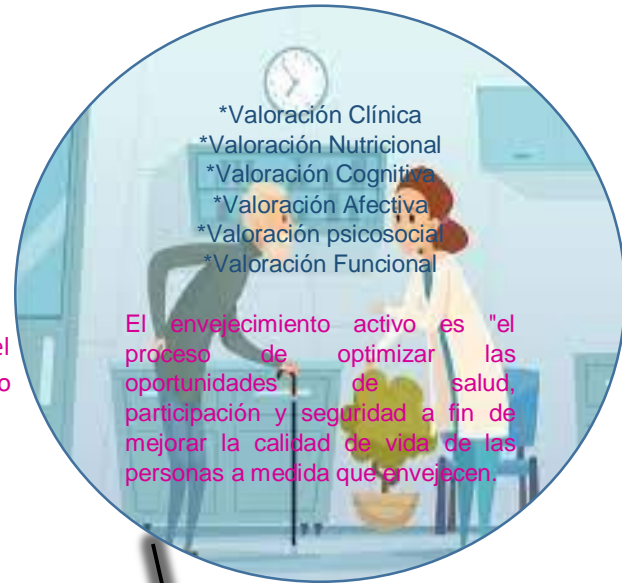 *Valoración Clínica
*Valoración Nutricional
*Valoración Cognitiva
*Valoración Afectiva
*Valoración psicosocial
*Valoración Funcional
El envejecimiento activo es "el
proceso de optimizar las
oportunidades de salud,
participación y seguridad a fin de
mejorar la calidad de vida de las
personas a medida que envejecen.
el
o